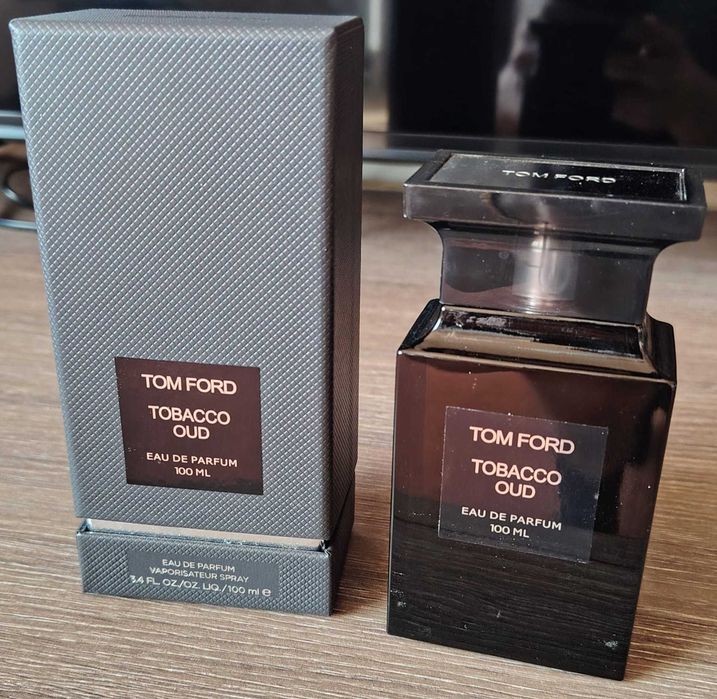 TOM FORD
TOBACCO
OUD
EAU DE PARFUM
100 ML
EAU DE PARFUM
VAPORISATEUR SPRAY
3.4 FL. OZ/OZ. LIQ. / 100 ml ℮
TOM FORD
TOM FORD
TOBACCO
OUD
EAU DE PARFUM
100 ML